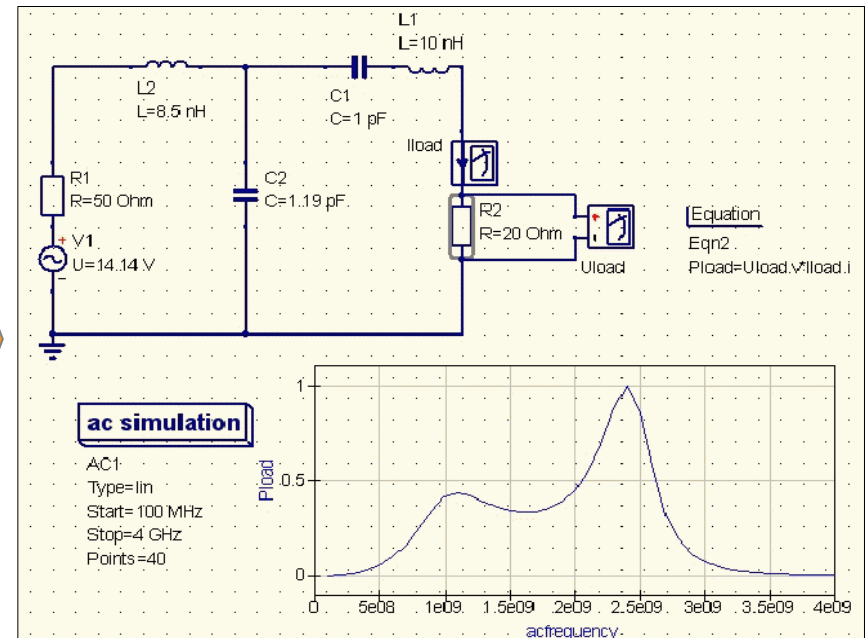 L1
L=10 nH
L2
L=8.5 nH
C1
C=1 pF
Iload
R1
R=50 Ohm
C2
C=1.19 pF
R2
R=20 Ohm
V1
U=14.14 V
Uload
Equation
Eqn2
Pload=Uload.v*Iload.i
ac simulation
AC1
Type=lin
Start=100 MHz
Stop=4 GHz
Points=40
Pload
1
0.5
0
0 5e08 1e09 1.5e09 2e09 2.5e09 3e09 3.5e09 4e09
acfrequency